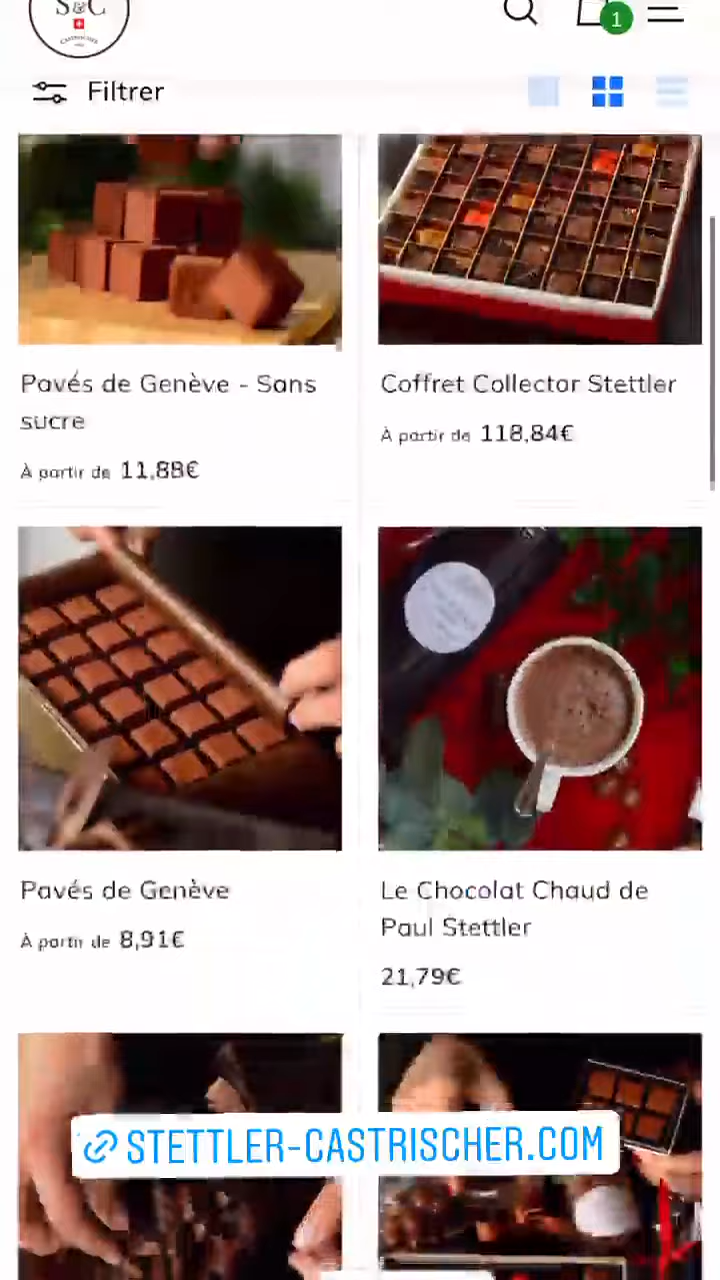 S&C
CASTRISCHER
1
Filtrer
Pavés de Genève - Sans
sucre
À partir de 11,88€
Coffret Collector Stettler
À partir de 118,84€
Pavés de Genève
À partir de 8,91€
Le Chocolat Chaud de
Paul Stettler
21,79€
STETTLER-CASTRISCHER.COM